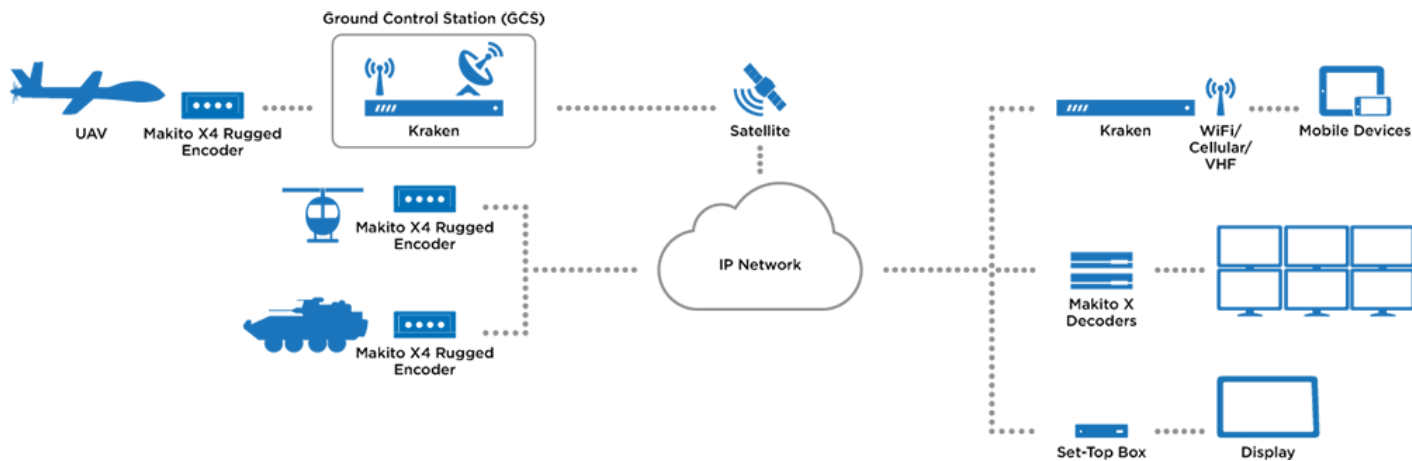 Ground Control Station (GCS)
UAV
Makito X4 Rugged
Encoder
Kraken
Satellite
Kraken
WiFi/
Cellular/
VHF
Mobile Devices
Makito X4 Rugged
Encoder
IP Network
Makito X
Decoders
Makito X4 Rugged
Encoder
Set-Top Box
Display